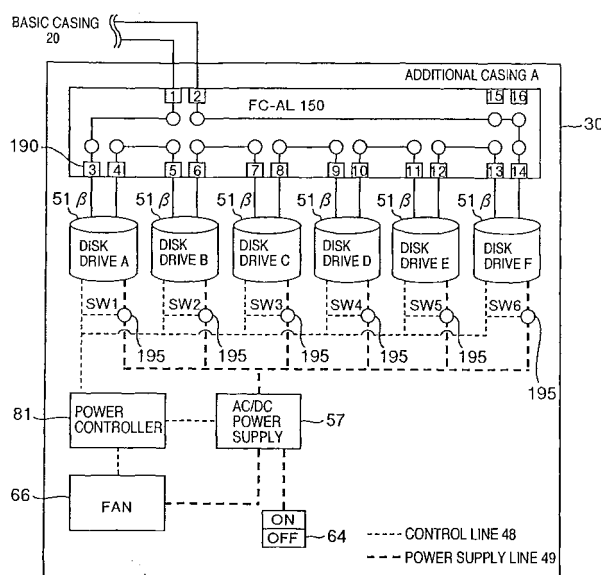 BASIC CASING
20
ADDITIONAL CASING A
1 2 15 16
FC-AL 150
30
190
3 4 5 6 7 8 9 10 11 12 13 14
51 β 51 β 51 β 51 β 51 β 51 β
DISK DRIVE A
DISK DRIVE B
DISK DRIVE C
DISK DRIVE D
DISK DRIVE E
DISK DRIVE F
SW1 SW2 SW3 SW4 SW5 SW6
195 195 195 195 195 195
81
POWER CONTROLLER
AC/DC POWER SUPPLY
57
66
FAN
ON
OFF
64
CONTROL LINE 48
POWER SUPPLY LINE 49